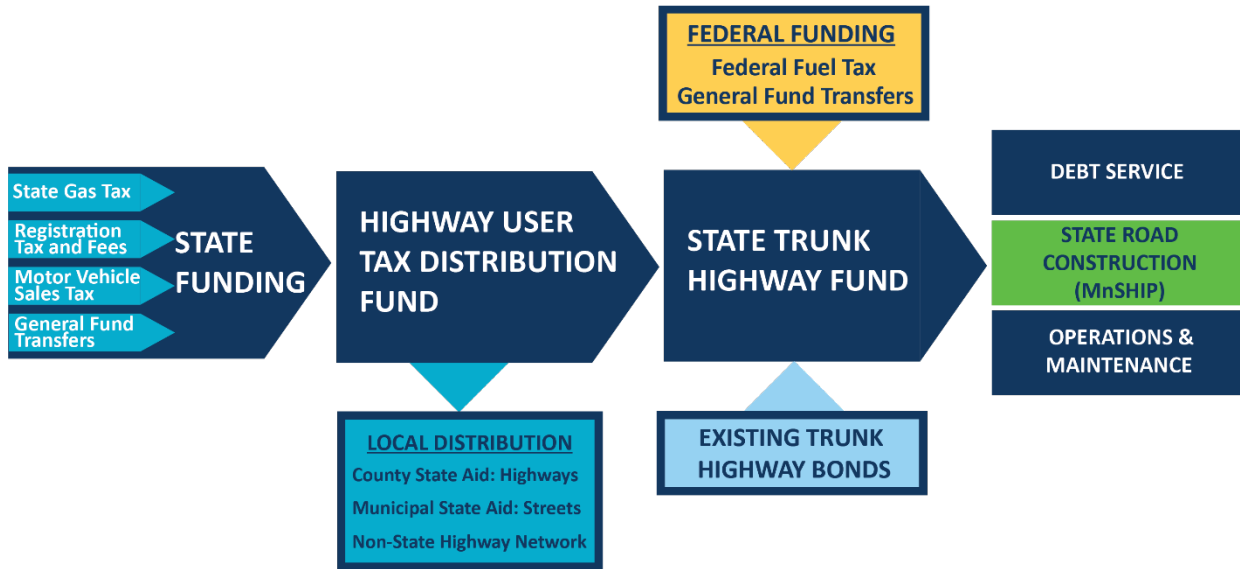 FEDERAL FUNDING
Federal Fuel Tax
General Fund Transfers
State Gas Tax
Registration
Tax and Fees
Motor Vehicle
Sales Tax
General Fund
Transfers
STATE
FUNDING
HIGHWAY USER
TAX DISTRIBUTION
FUND
STATE TRUNK
HIGHWAY FUND
DEBT SERVICE
STATE ROAD
CONSTRUCTION
(MnSHIP)
OPERATIONS &
MAINTENANCE
LOCAL DISTRIBUTION
County State Aid: Highways
Municipal State Aid: Streets
Non-State Highway Network
EXISTING TRUNK
HIGHWAY BONDS